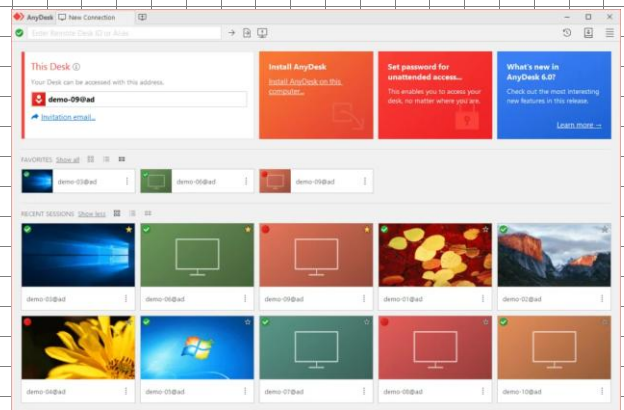 AnyDesk New Connection
Enter Remote Desk ID or Alias
This Desk
Your Desk can be accessed with this address.
demo-09@ad
Invitation email...
Install AnyDesk
Install AnyDesk on this
computer...
Set password for
unattended access...
This enables you to access your
desk, no matter where you are.
What's new in
AnyDesk 6.0?
Check out the most interesting
new features in this release.
Learn more →
FAVORITES Show all
demo-03@ad
demo-06@ad
demo-09@ad
RECENT SESSIONS Show less
demo-03@ad
demo-06@ad
demo-09@ad
demo-01@ad
demo-02@ad
demo-04@ad
demo-05@ad
demo-07@ad
demo-08@ad
demo-10@ad